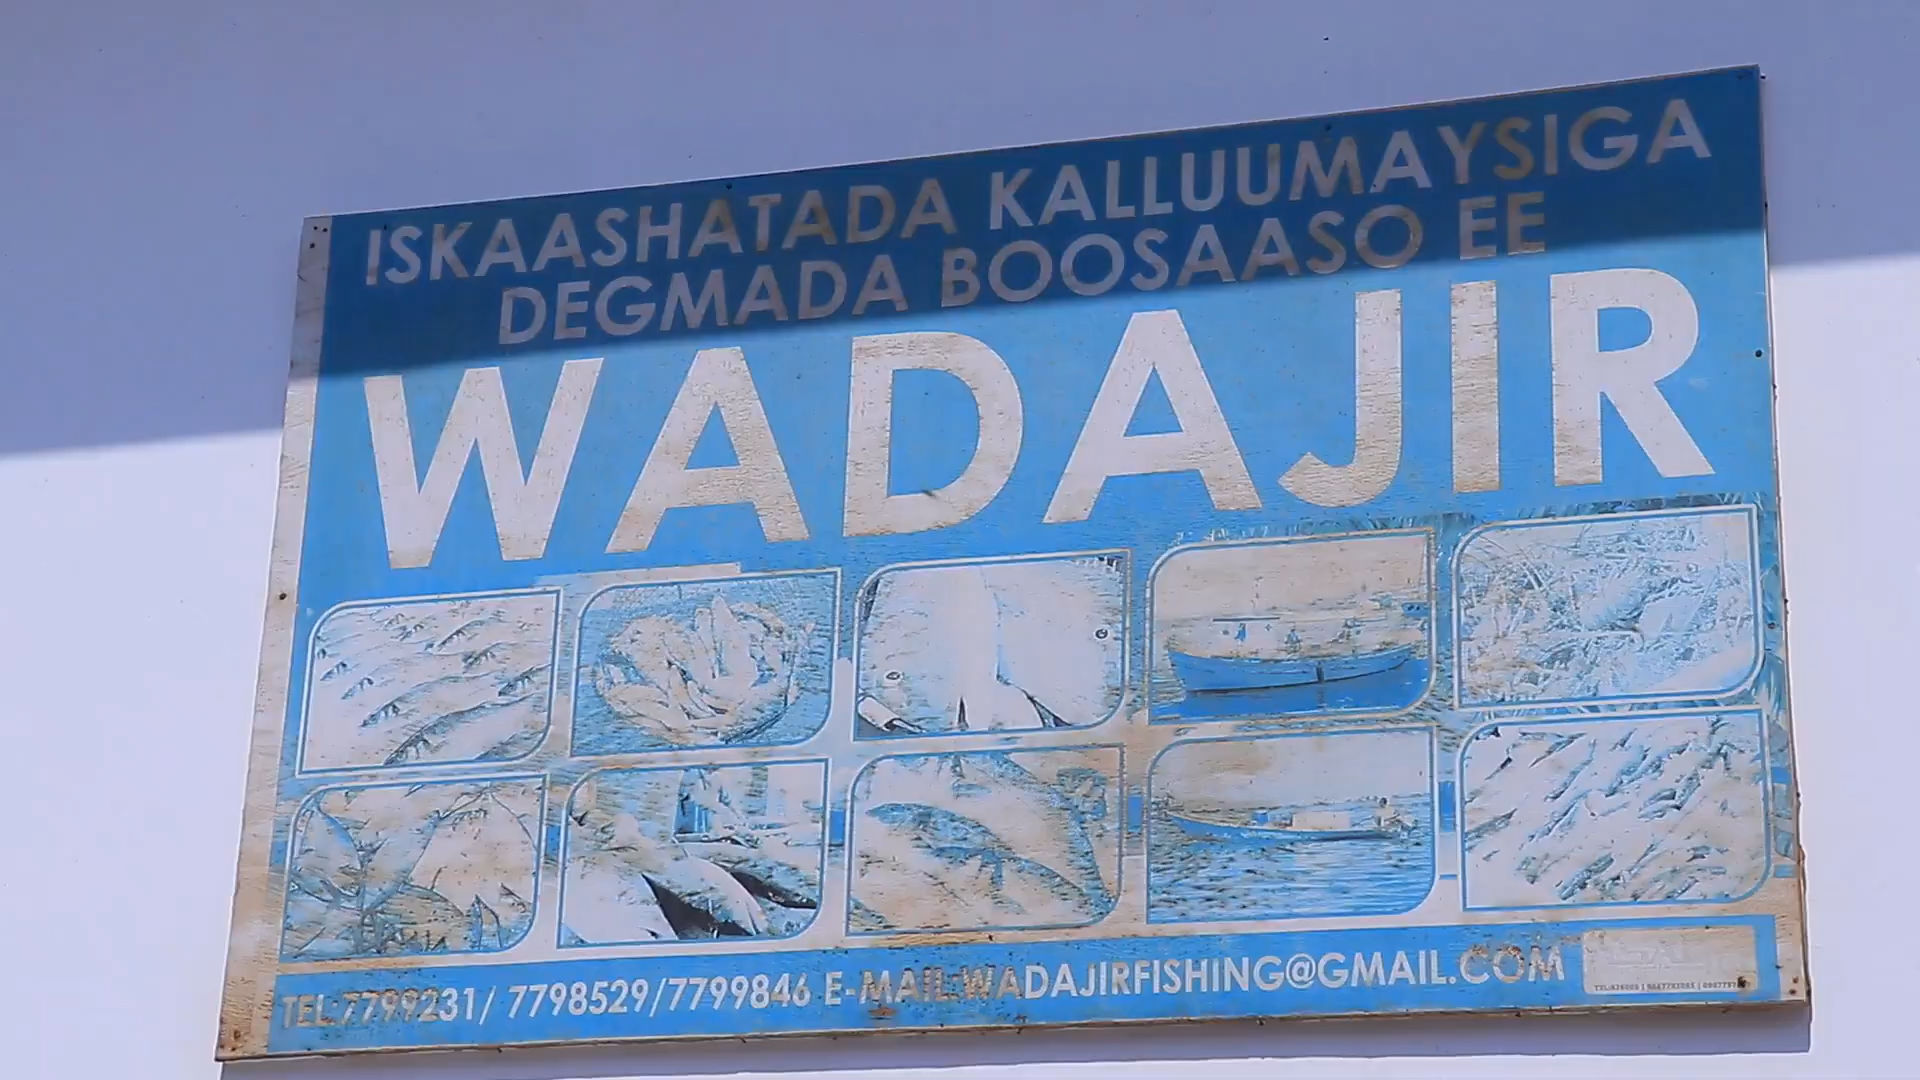 ISKAASHATADA KALLUUMAYSIGA
DEGMADA BOOSAASO EE
WADAJIR
TEL:7799231/ 7798529/7799846 E-MAIL:WADAJIRFISHING@GMAIL.COM